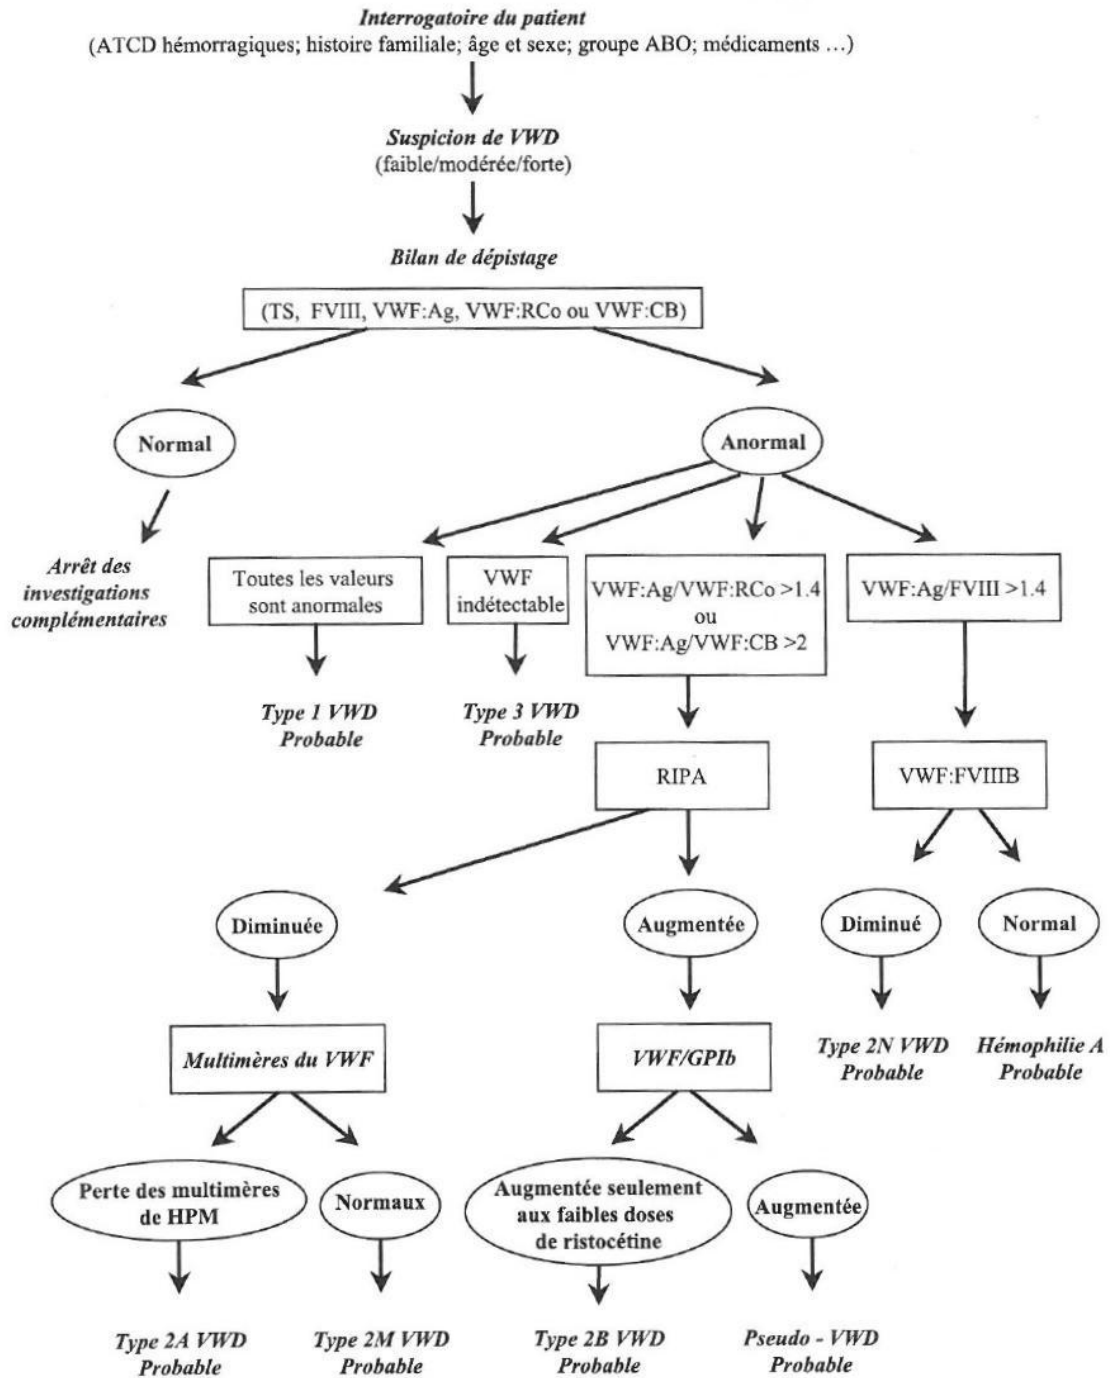 Interrogatoire du patient
(ATCD hémorragiques; histoire familiale; âge et sexe; groupe ABO; médicaments ...)
Suspicion de VWD
(faible/modérée/forte)
Bilan de dépistage
(TS, FVIII, VWF:Ag, VWF:RCo ou VWF:CB)
Normal
Anormal
Arrêt des
investigations
complémentaires
Toutes les valeurs
sont anormales
VWF
indétectable
VWF:Ag/VWF:RCo >1.4
ou
VWF:Ag/VWF:CB >2
VWF:Ag/FVIII >1.4
Type 1 VWD
Probable
Type 3 VWD
Probable
RIPA
VWF:FVIIIB
Diminuée
Augmentée
Diminué
Normal
Multimères du VWF
VWF/GPIb
Type 2N VWD
Probable
Hémophilie A
Probable
Perte des multimères
de HPM
Normaux
Augmentée seulement
aux faibles doses
de ristocétine
Augmentée
Type 2A VWD
Probable
Type 2M VWD
Probable
Type 2B VWD
Probable
Pseudo - VWD
Probable